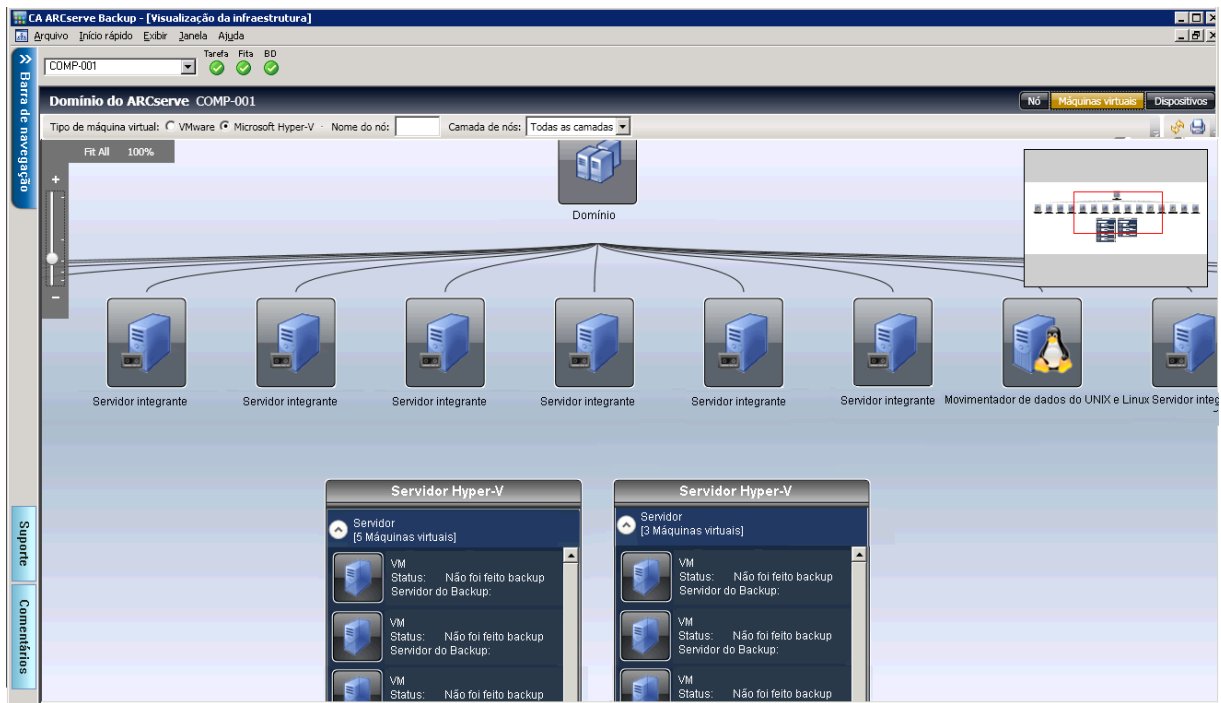 CA ARCserve Backup - [Visualização da infraestrutura]
Arquivo Início rápido Exibir Janela Ajuda
COMP-001 Tarefa Fita BD
Barra de navegação
Domínio do ARCserve COMP-001 Nó Máquinas virtuais Dispositivos
Tipo de máquina virtual: VMware Microsoft Hyper-V · Nome do nó: Camada de nós: Todas as camadas
Fit All 100%
Domínio
Servidor integrante Servidor integrante Servidor integrante Servidor integrante Servidor integrante Servidor integrante Movimentador de dados do UNIX e Linux Servidor integ
Servidor Hyper-V
Servidor
[5 Máquinas virtuais]
VM
Status: Não foi feito backup
Servidor do Backup:
VM
Status: Não foi feito backup
Servidor do Backup:
VM
Status: Não foi feito backup
Servidor Hyper-V
Servidor
[3 Máquinas virtuais]
VM
Status: Não foi feito backup
Servidor do Backup:
VM
Status: Não foi feito backup
Servidor do Backup:
VM
Status: Não foi feito backup
Suporte
Comentários